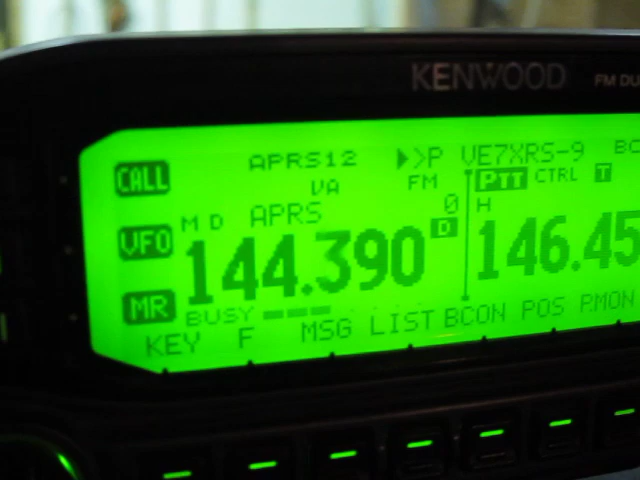 KENWOOD FM DU
APRS12 P VE7XRS-9 BC
CALL VA FM PTT CTRL T
M D APRS 0 D H
VFO 144.390 146.45
MR BUSY
KEY F MSG LIST BCON POS P.MON